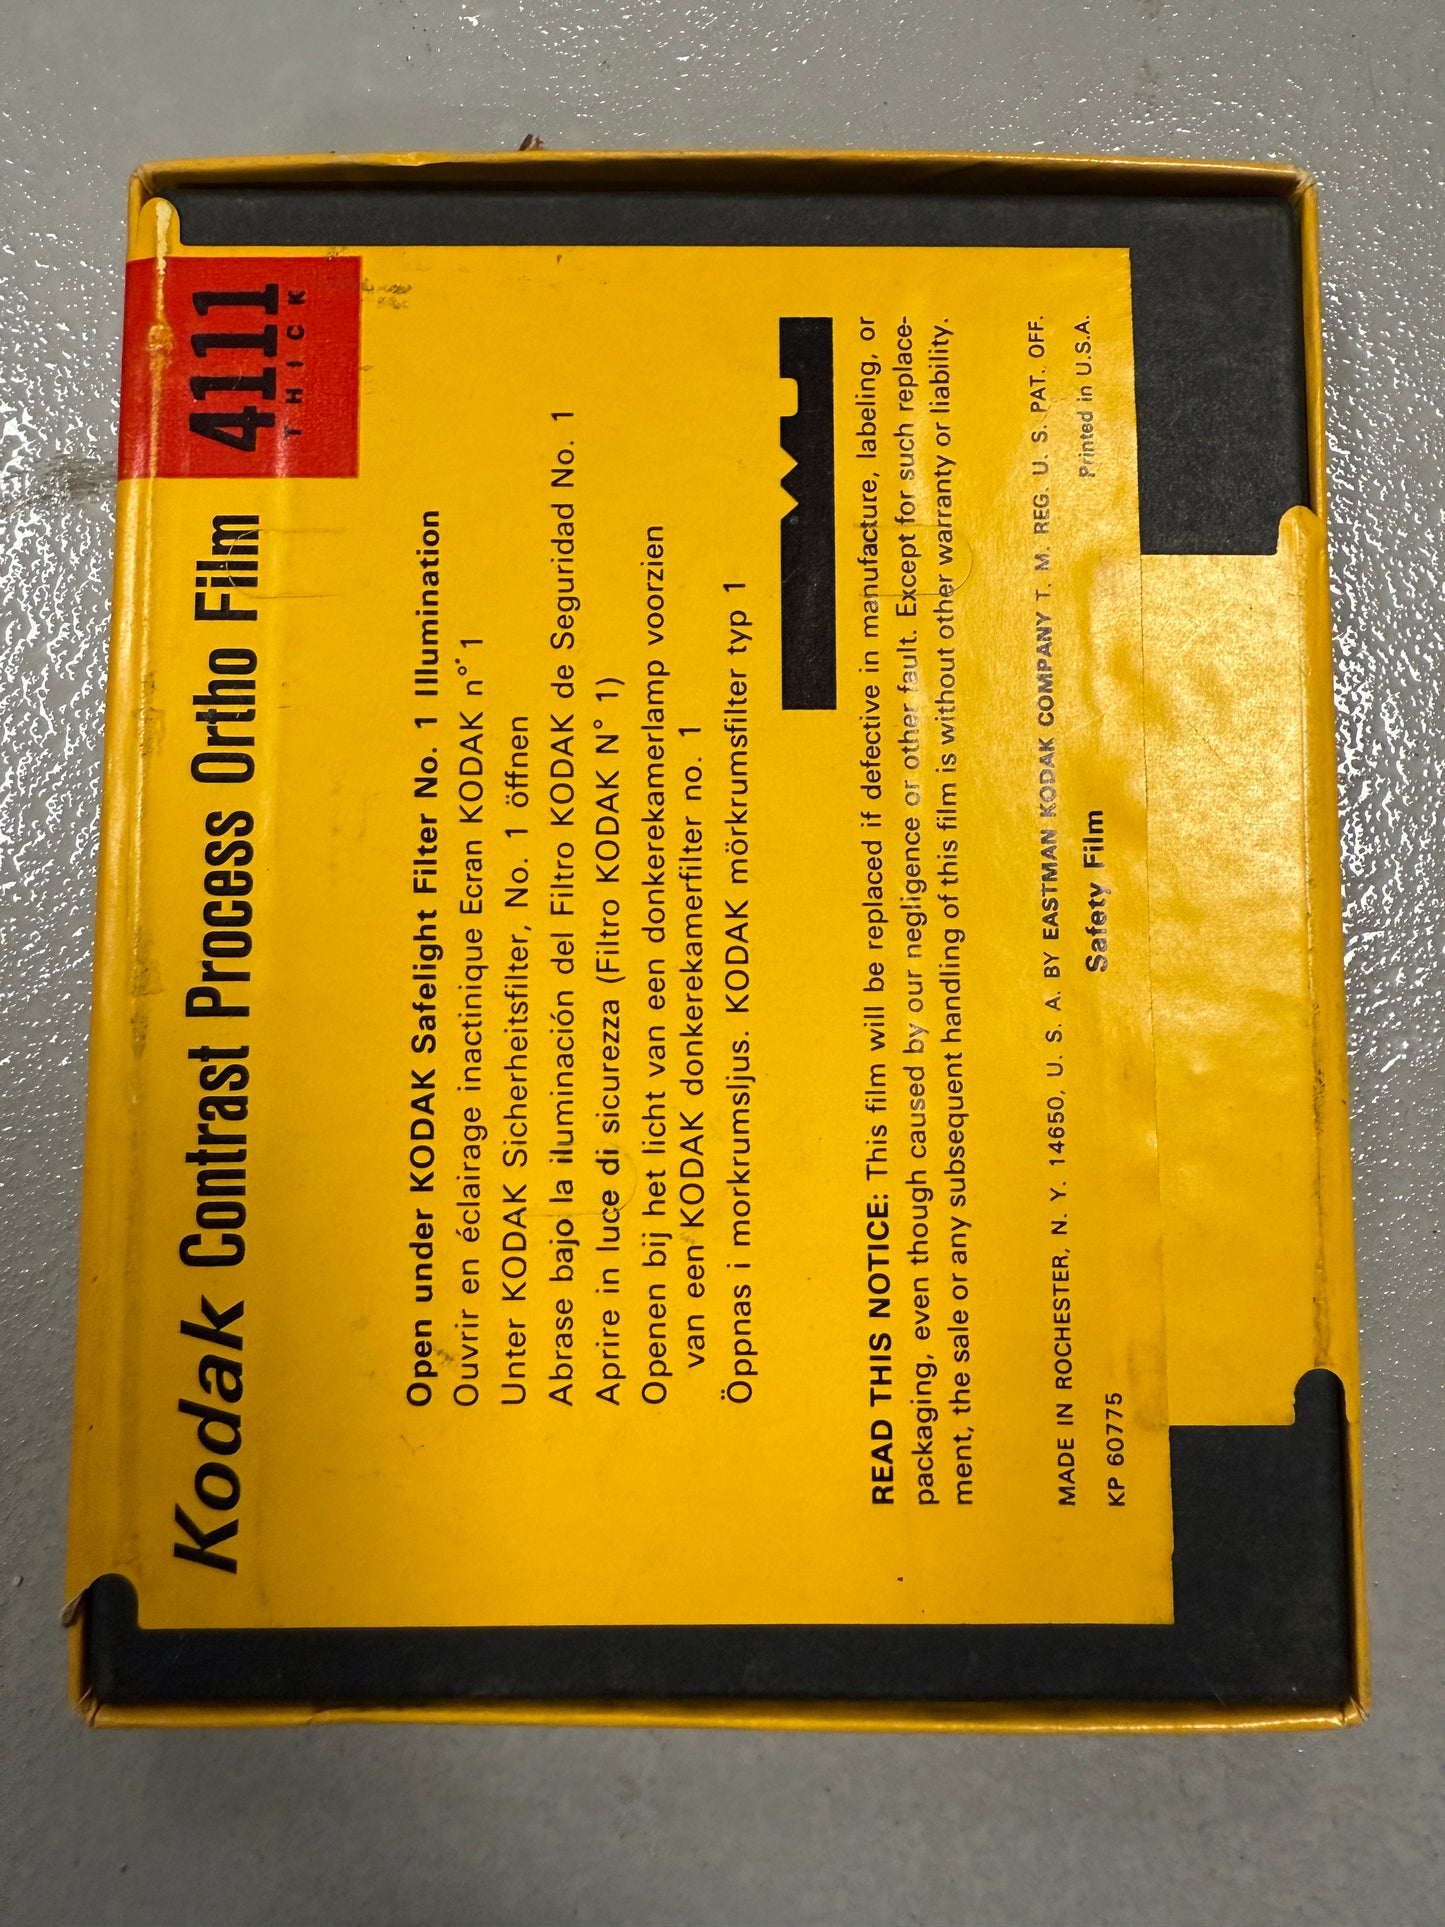 Kodak Contrast Process Ortho Film 4111
THICK
Open under KODAK Safelight Filter No. 1 Illumination
Ouvrir en éclairage inactinique Ecran KODAK n° 1
Unter KODAK Sicherheitsfilter, No. 1 öffnen
Abrase bajo la iluminación del Filtro KODAK de Seguridad No. 1
Aprire in luce di sicurezza (Filtro KODAK N° 1)
Openen bij het licht van een donkerekamerlamp voorzien
van een KODAK donkerekamerfilter no. 1
Öppnas i morkrumsljus. KODAK mörkrumsfilter typ 1
READ THIS NOTICE: This film will be replaced if defective in manufacture, labeling, or
packaging, even though caused by our negligence or other fault. Except for such replace-
ment, the sale or any subsequent handling of this film is without other warranty or liability.
MADE IN ROCHESTER, N. Y. 14650, U. S. A. BY EASTMAN KODAK COMPANY T. M. REG. U. S. PAT. OFF.
KP 60775 Safety Film Printed in U.S.A.